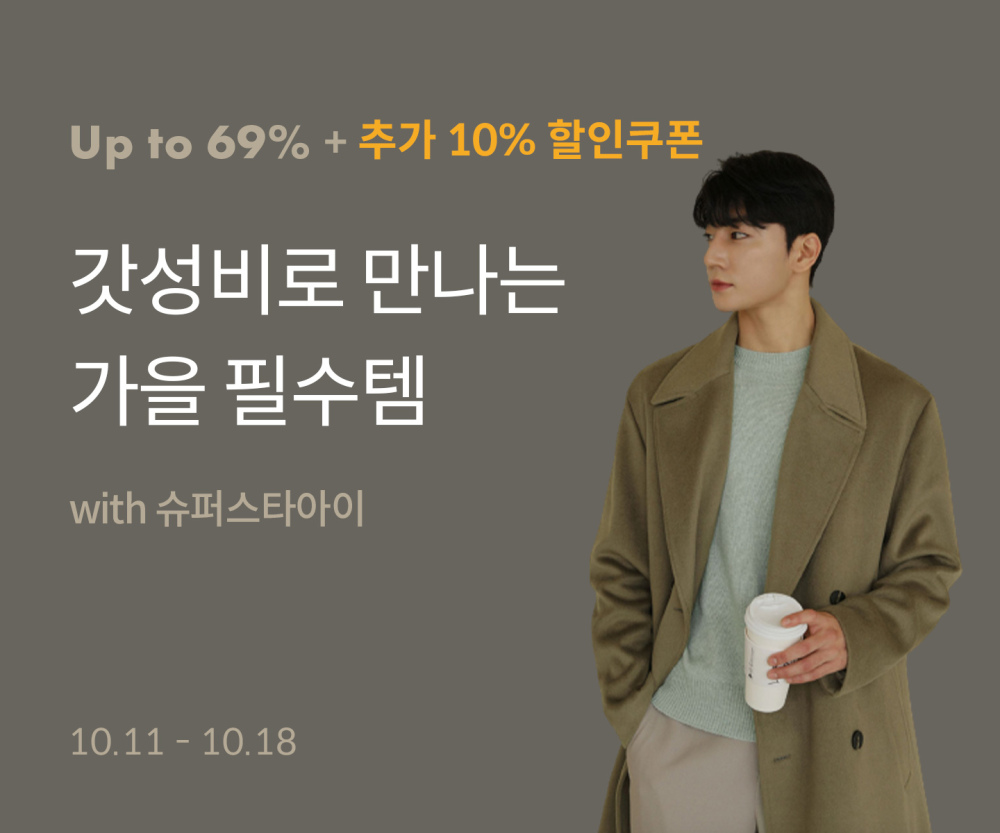 Up to 69% + 추가 10% 할인쿠폰
갓성비로 만나는
가을 필수템
with 슈퍼스타아이
10.11 - 10.18